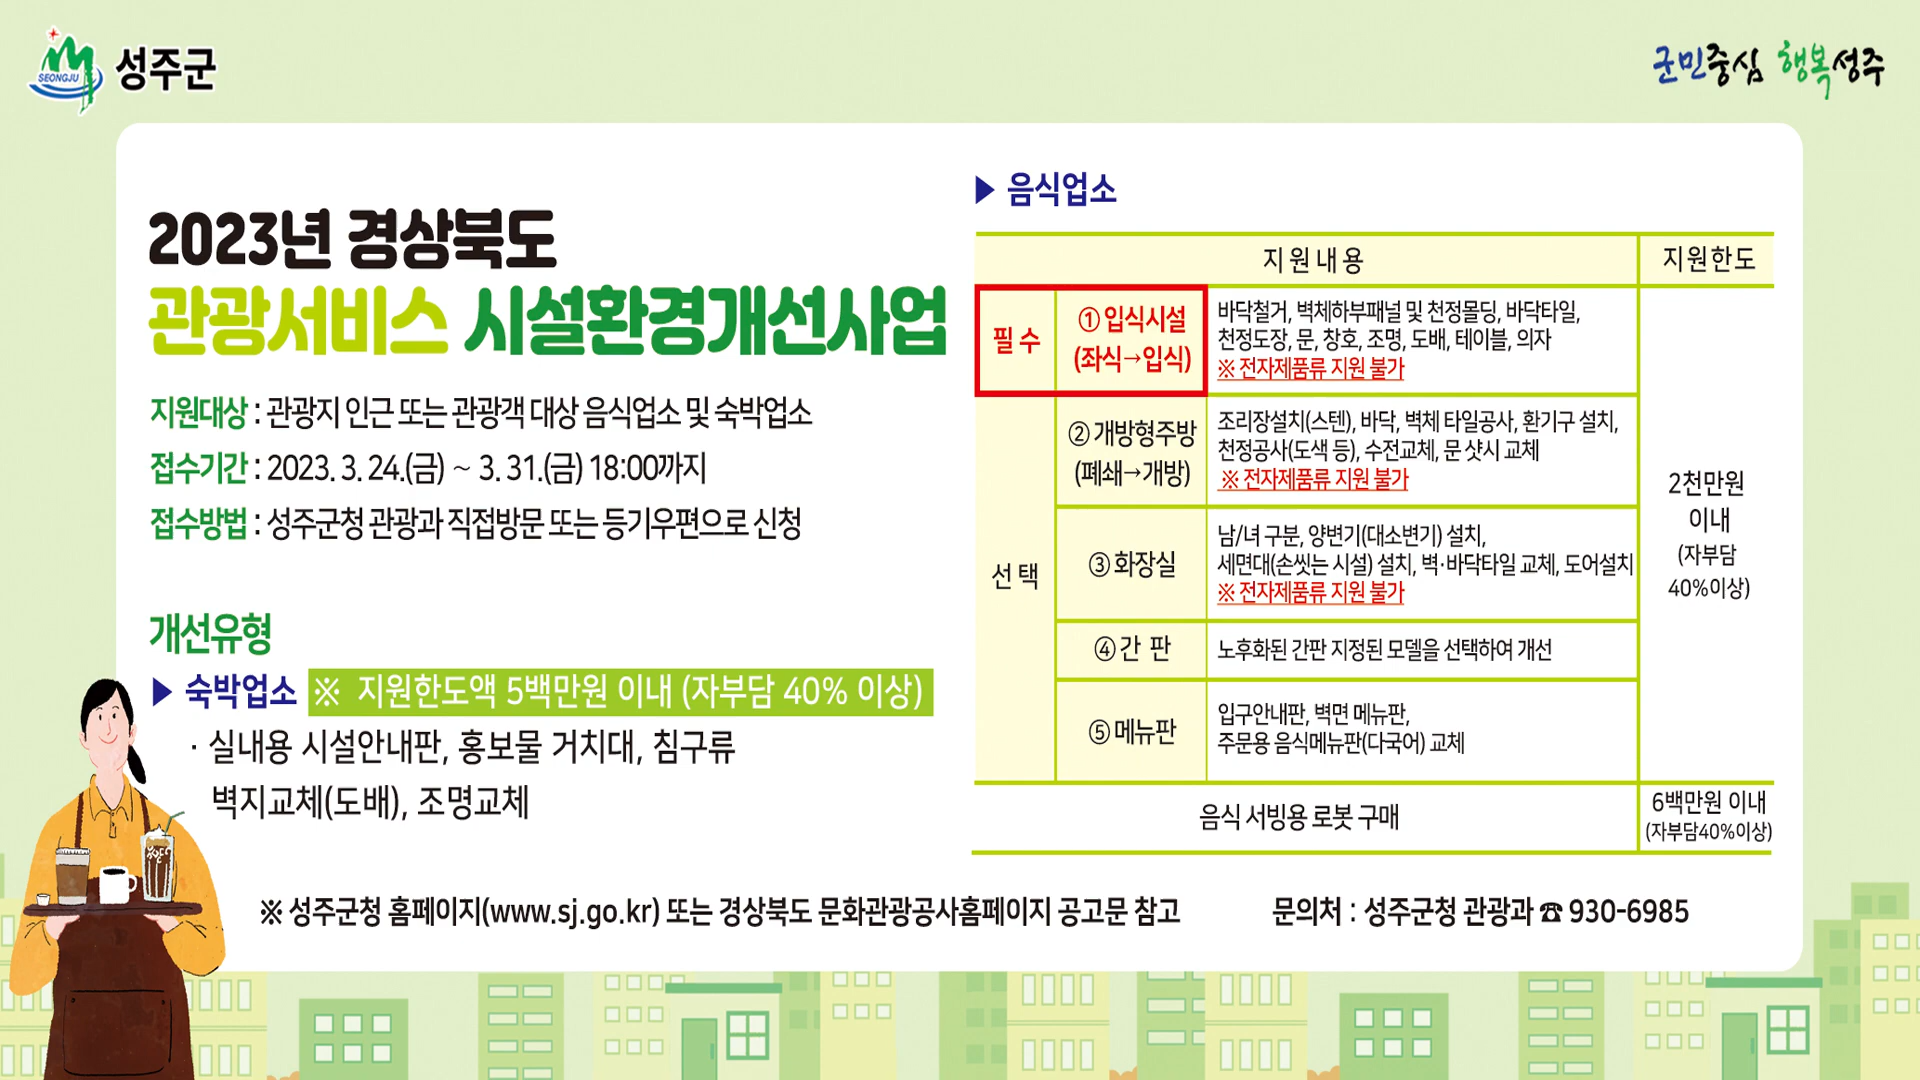 SEONGJU
성주군
군민중심 행복성주
2023년 경상북도
관광서비스 시설환경개선사업
지원대상 : 관광지 인근 또는 관광객 대상 음식업소 및 숙박업소
접수기간 : 2023. 3. 24.(금) ~ 3. 31.(금) 18:00까지
접수방법 : 성주군청 관광과 직접방문 또는 등기우편으로 신청
개선유형
▶ 숙박업소 ※ 지원한도액 5백만원 이내 (자부담 40% 이상)
· 실내용 시설안내판, 홍보물 거치대, 침구류
벽지교체(도배), 조명교체
▶ 음식업소
지 원 내 용
지원한도
필 수
① 입식시설
(좌식→입식)
바닥철거, 벽체하부패널 및 천정몰딩, 바닥타일,
천정도장, 문, 창호, 조명, 도배, 테이블, 의자
※ 전자제품류 지원 불가
선 택
② 개방형주방
(폐쇄→개방)
조리장설치(스텐), 바닥, 벽체 타일공사, 환기구 설치,
천정공사(도색 등), 수전교체, 문 샷시 교체
※ 전자제품류 지원 불가
③ 화장실
남/녀 구분, 양변기(대소변기) 설치,
세면대(손씻는 시설) 설치, 벽·바닥타일 교체, 도어설치
※ 전자제품류 지원 불가
④ 간 판
노후화된 간판 지정된 모델을 선택하여 개선
⑤ 메뉴판
입구안내판, 벽면 메뉴판,
주문용 음식메뉴판(다국어) 교체
2천만원
이내
(자부담
40%이상)
음식 서빙용 로봇 구매
6백만원 이내
(자부담40%이상)
※ 성주군청 홈페이지(www.sj.go.kr) 또는 경상북도 문화관광공사홈페이지 공고문 참고
문의처 : 성주군청 관광과 ☎ 930-6985